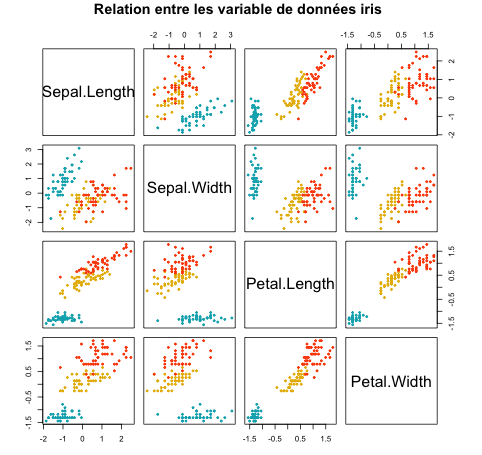 Relation entre les variable de données iris
-2 -1 0 1 2 3
-1.5 -0.5 0.5 1.5
Sepal.Length
-2 -1 0 1 2
-2 -1 0 1 2 3
Sepal.Width
Petal.Length
-1.5 -0.5 0.5 1.5
-1.5 -0.5 0.5 1.5
Petal.Width
-2 -1 0 1 2
-1.5 -0.5 0.5 1.5